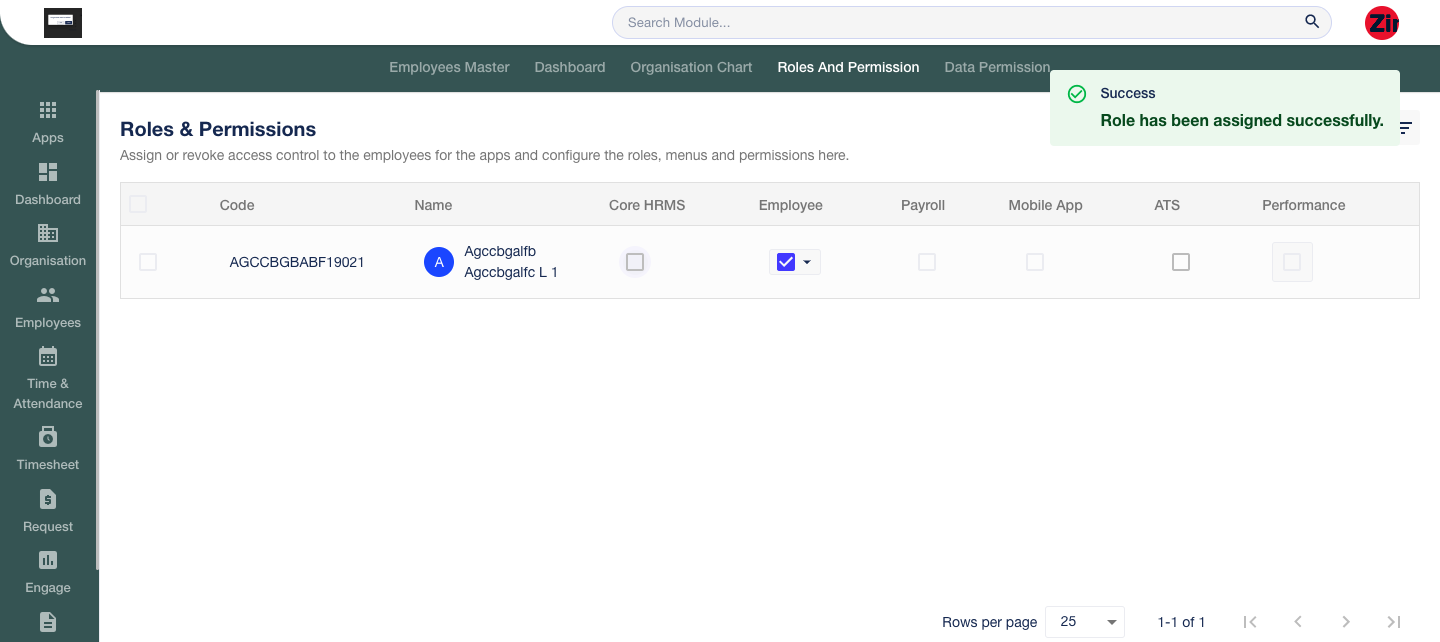 Search Module...
Zir
Employees Master Dashboard Organisation Chart Roles And Permission Data Permission
Success
Role has been assigned successfully.
Apps
Dashboard
Organisation
Employees
Time &
Attendance
Timesheet
Request
Engage
Roles & Permissions
Assign or revoke access control to the employees for the apps and configure the roles, menus and permissions here.
Code Name Core HRMS Employee Payroll Mobile App ATS Performance
AGCCBGBABF19021 A Agccbgalfb
Agccbgalfc L 1
Rows per page 25 1-1 of 1